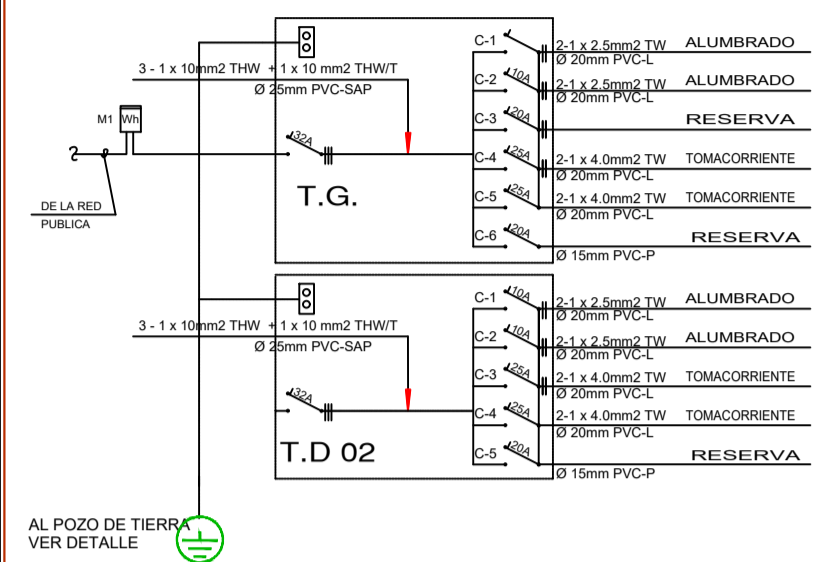 C-1
2-1 x 2.5mm2 TW ALUMBRADO
Ø 20mm PVC-L
3 - 1 x 10mm2 THW + 1 x 10 mm2 THW/T
Ø 25mm PVC-SAP
C-2 10A 2-1 x 2.5mm2 TW ALUMBRADO
Ø 20mm PVC-L
M1 Wh
C-3 20A RESERVA
32A
C-4 25A 2-1 x 4.0mm2 TW TOMACORRIENTE
Ø 20mm PVC-L
T.G.
C-5 25A 2-1 x 4.0mm2 TW TOMACORRIENTE
Ø 20mm PVC-L
DE LA RED
PUBLICA
C-6 20A RESERVA
Ø 15mm PVC-P
C-1 10A 2-1 x 2.5mm2 TW ALUMBRADO
Ø 20mm PVC-L
3 - 1 x 10mm2 THW + 1 x 10 mm2 THW/T
Ø 25mm PVC-SAP
C-2 10A 2-1 x 2.5mm2 TW ALUMBRADO
Ø 20mm PVC-L
C-3 25A 2-1 x 4.0mm2 TW TOMACORRIENTE
Ø 20mm PVC-L
32A
C-4 25A 2-1 x 4.0mm2 TW TOMACORRIENTE
Ø 20mm PVC-L
T.D 02
C-5 20A RESERVA
Ø 15mm PVC-P
AL POZO DE TIERRA
VER DETALLE